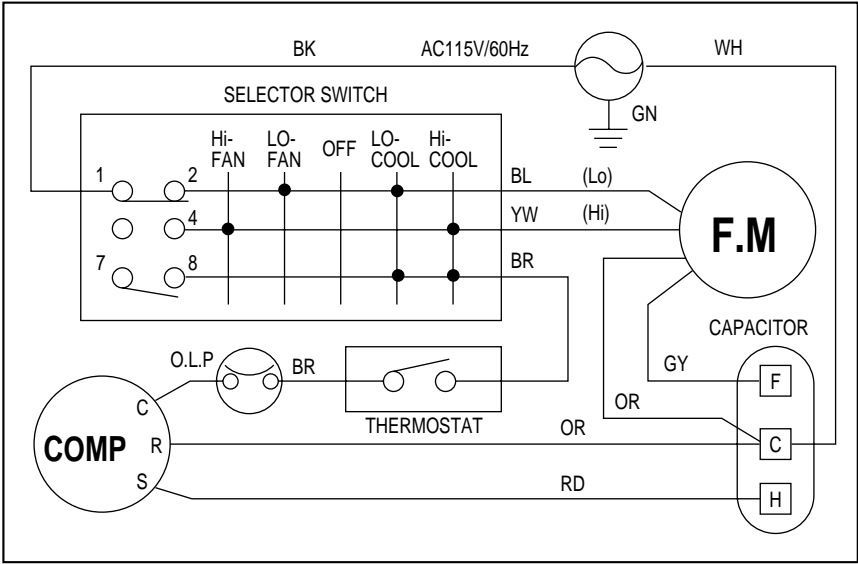 BK AC115V/60Hz WH
GN
SELECTOR SWITCH
Hi-FAN LO-FAN OFF LO-COOL Hi-COOL
1 2 BL (Lo)
4 YW (Hi)
7 8 BR
F.M
CAPACITOR
O.L.P BR
THERMOSTAT
GY F
OR
COMP C
R OR C
S RD H